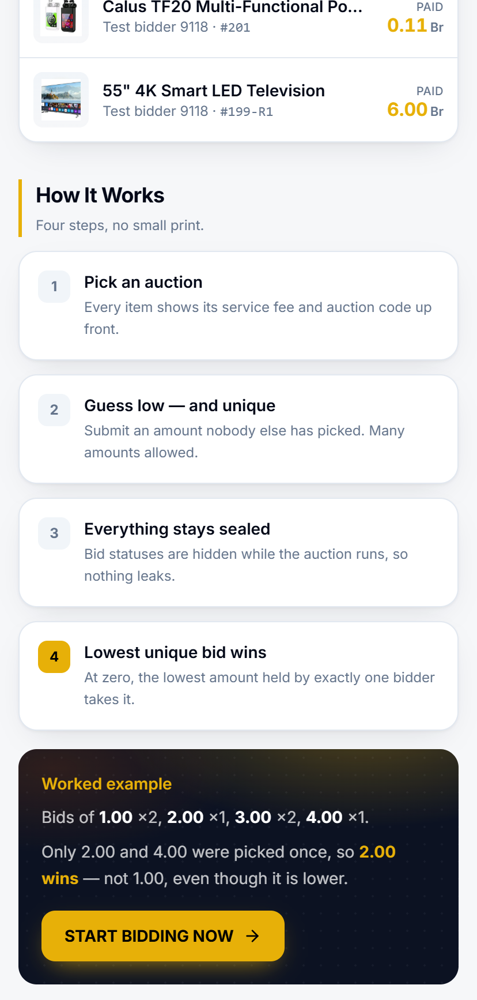 Calus TF20 Multi-Functional Po...
PAID
Test bidder 9118 · #201
0.11 Br
55" 4K Smart LED Television
PAID
Test bidder 9118 · #199-R1
6.00 Br
How It Works
Four steps, no small print.
1
Pick an auction
Every item shows its service fee and auction code up
front.
2
Guess low — and unique
Submit an amount nobody else has picked. Many
amounts allowed.
3
Everything stays sealed
Bid statuses are hidden while the auction runs, so
nothing leaks.
4
Lowest unique bid wins
At zero, the lowest amount held by exactly one bidder
takes it.
Worked example
Bids of 1.00 ×2, 2.00 ×1, 3.00 ×2, 4.00 ×1.
Only 2.00 and 4.00 were picked once, so 2.00
wins — not 1.00, even though it is lower.
START BIDDING NOW →